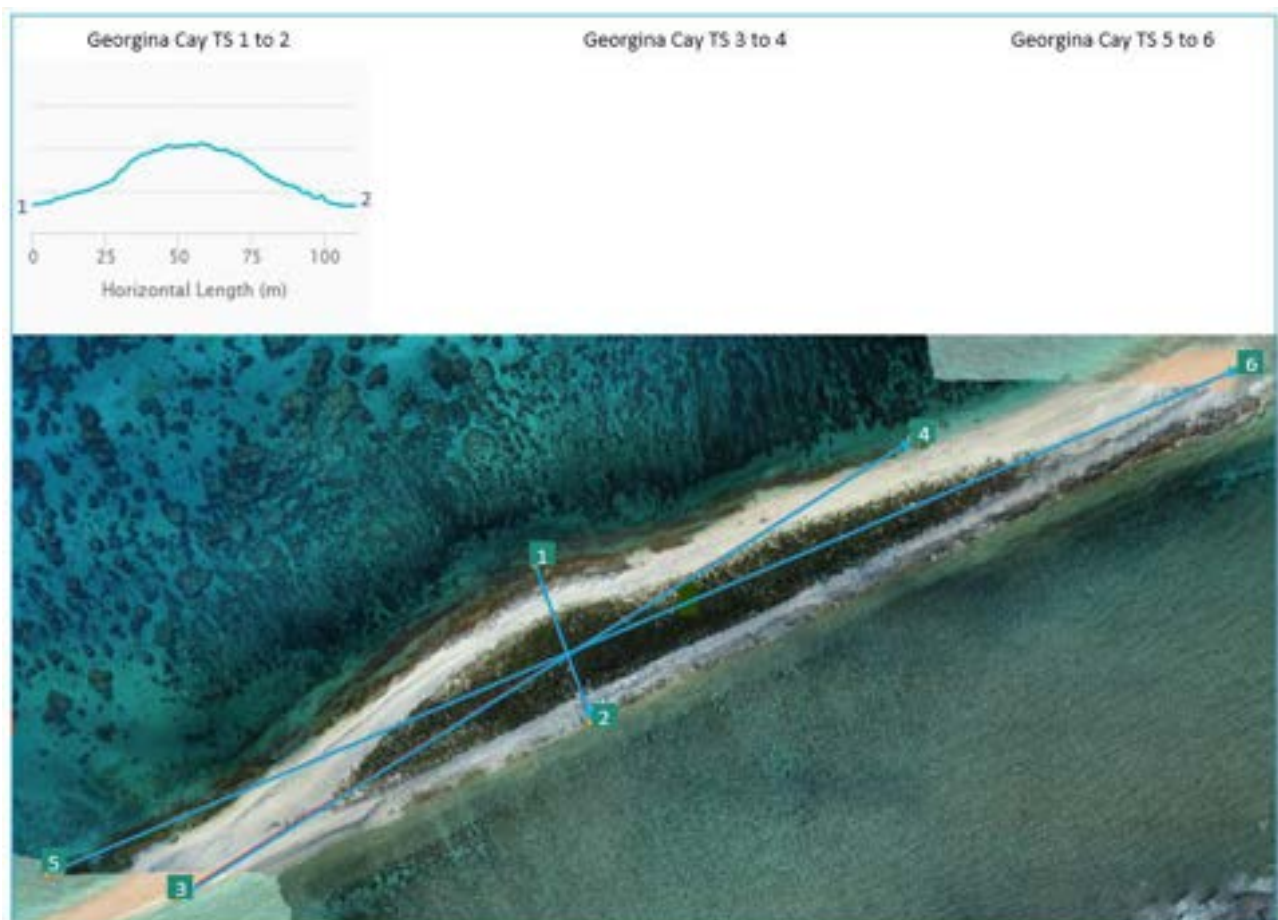 Georgina Cay TS 1 to 2
Georgina Cay TS 3 to 4
Georgina Cay TS 5 to 6
1
2
0 25 50 75 100
Horizontal Length (m)
6
4
1
2
5
3